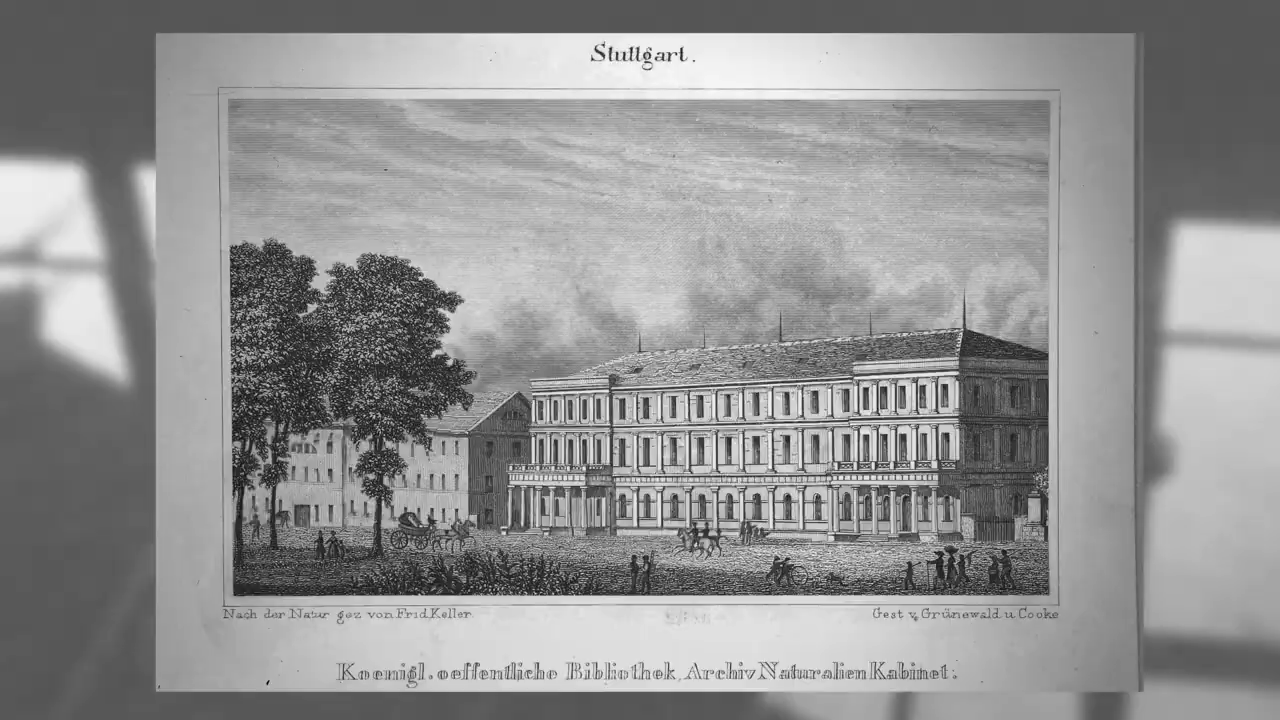 Stuttgart.
Nach der Natur gez von Frid. Keller.
Gest v. Grünewald u Cooke
Koenigl. oeffentliche Bibliothek, Archiv Naturalien Kabinet: